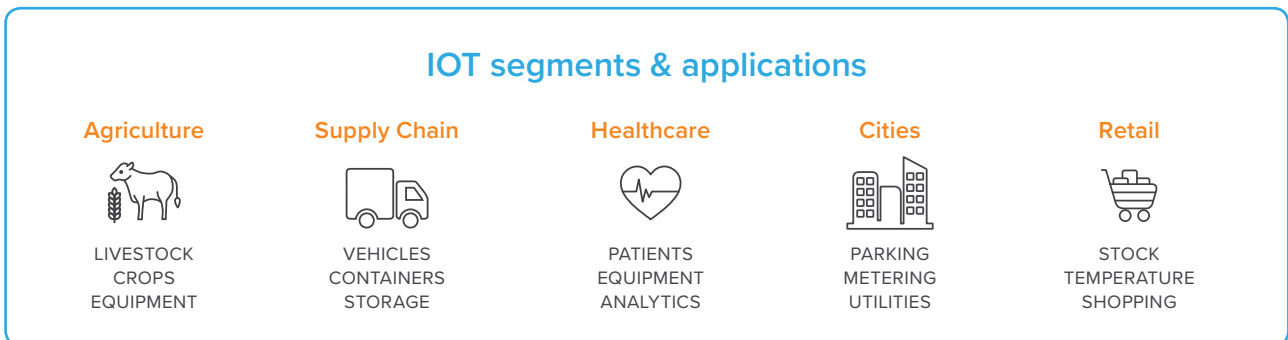 IOT segments & applications
Agriculture
LIVESTOCK
CROPS
EQUIPMENT
Supply Chain
VEHICLES
CONTAINERS
STORAGE
Healthcare
PATIENTS
EQUIPMENT
ANALYTICS
Cities
PARKING
METERING
UTILITIES
Retail
STOCK
TEMPERATURE
SHOPPING